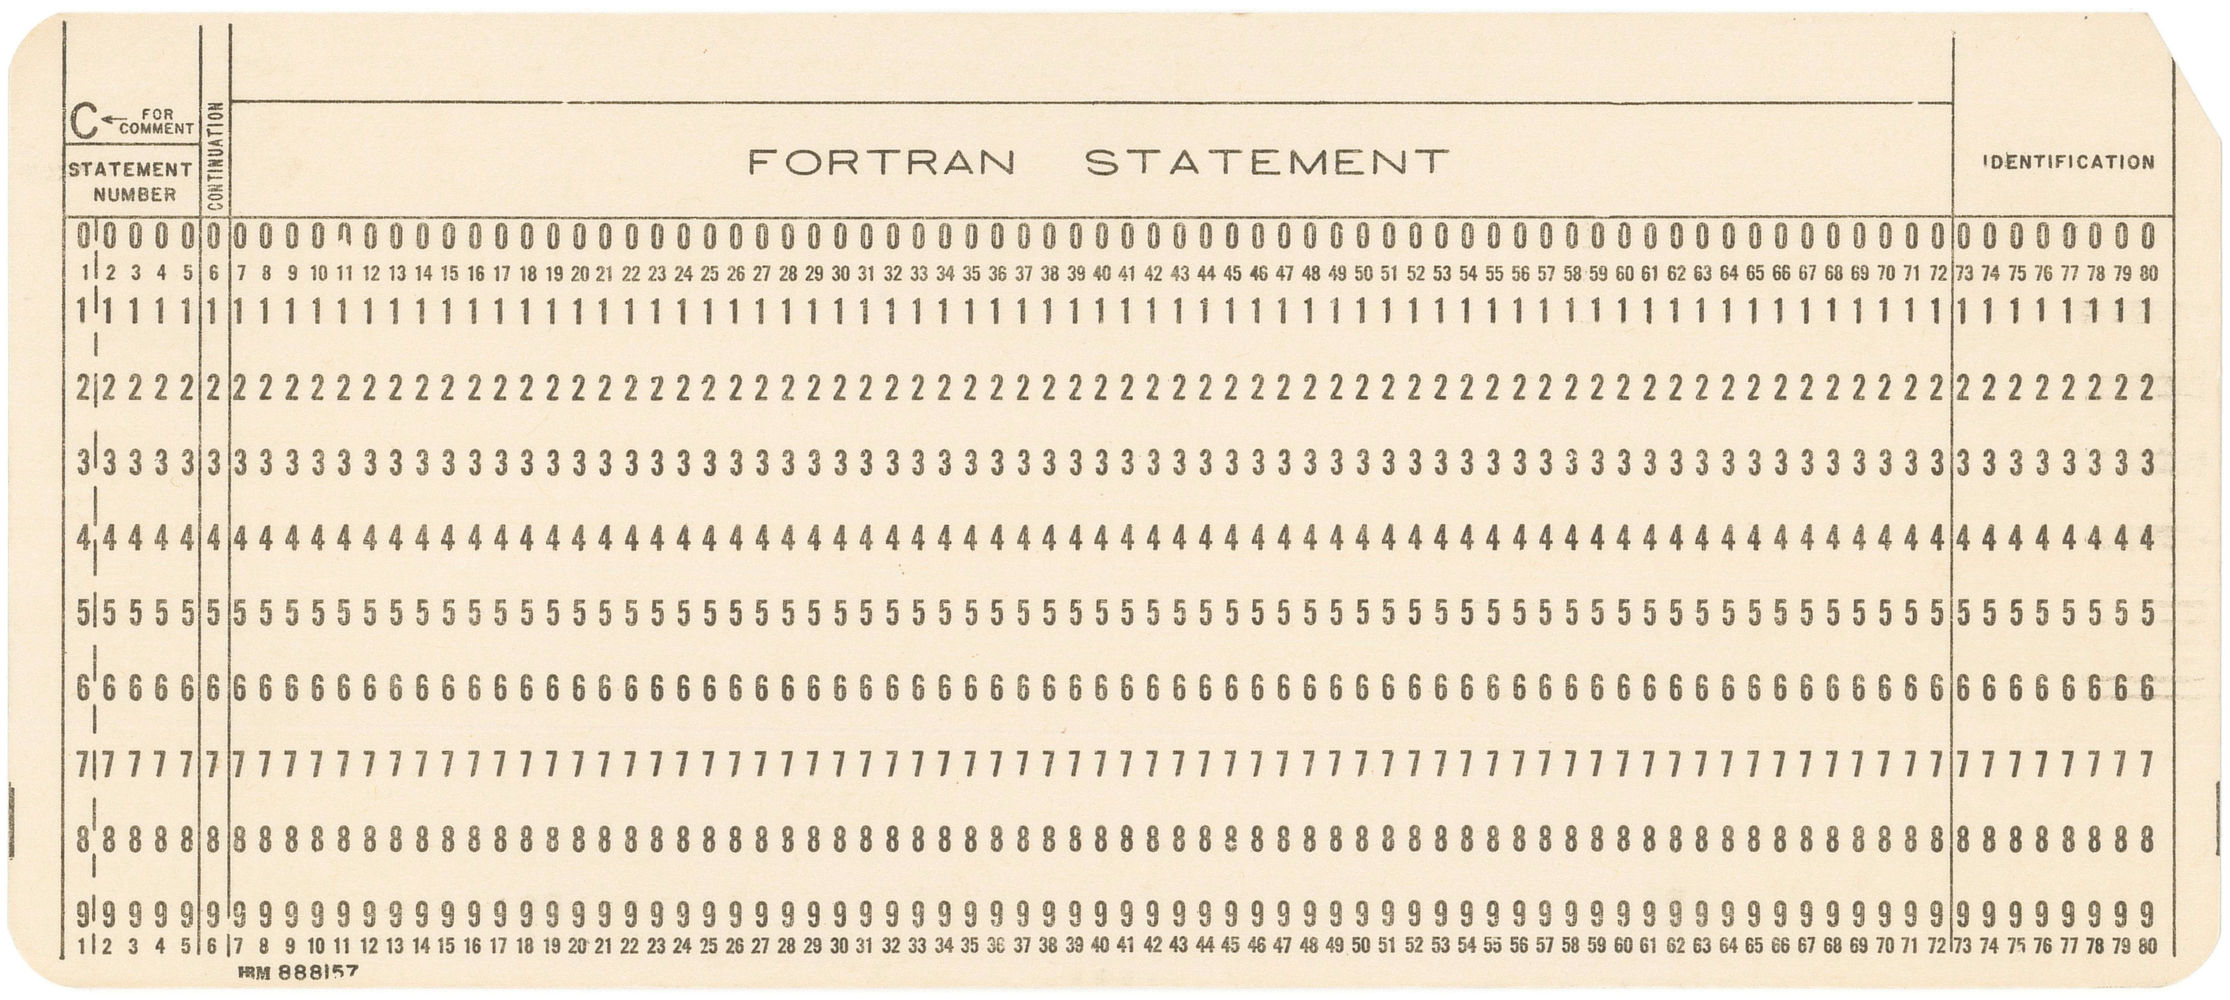 C ← FOR COMMENT
STATEMENT NUMBER
CONTINUATION
FORTRAN STATEMENT
IDENTIFICATION
0 0 0 0 0 0 0 0 0 0 0 0 0 0 0 0 0 0 0 0 0 0 0 0 0 0 0 0 0 0 0 0 0 0 0 0 0 0 0 0 0 0 0 0 0 0 0 0 0 0 0 0 0 0 0 0 0 0 0 0 0 0 0 0 0 0 0 0 0 0 0 0 0 0 0 0 0 0 0 0
1 2 3 4 5 6 7 8 9 10 11 12 13 14 15 16 17 18 19 20 21 22 23 24 25 26 27 28 29 30 31 32 33 34 35 36 37 38 39 40 41 42 43 44 45 46 47 48 49 50 51 52 53 54 55 56 57 58 59 60 61 62 63 64 65 66 67 68 69 70 71 72 73 74 75 76 77 78 79 80
1 1 1 1 1 1 1 1 1 1 1 1 1 1 1 1 1 1 1 1 1 1 1 1 1 1 1 1 1 1 1 1 1 1 1 1 1 1 1 1 1 1 1 1 1 1 1 1 1 1 1 1 1 1 1 1 1 1 1 1 1 1 1 1 1 1 1 1 1 1 1 1 1 1 1 1 1 1 1 1
2 2 2 2 2 2 2 2 2 2 2 2 2 2 2 2 2 2 2 2 2 2 2 2 2 2 2 2 2 2 2 2 2 2 2 2 2 2 2 2 2 2 2 2 2 2 2 2 2 2 2 2 2 2 2 2 2 2 2 2 2 2 2 2 2 2 2 2 2 2 2 2 2 2 2 2 2 2 2 2
3 3 3 3 3 3 3 3 3 3 3 3 3 3 3 3 3 3 3 3 3 3 3 3 3 3 3 3 3 3 3 3 3 3 3 3 3 3 3 3 3 3 3 3 3 3 3 3 3 3 3 3 3 3 3 3 3 3 3 3 3 3 3 3 3 3 3 3 3 3 3 3 3 3 3 3 3 3 3 3
4 4 4 4 4 4 4 4 4 4 4 4 4 4 4 4 4 4 4 4 4 4 4 4 4 4 4 4 4 4 4 4 4 4 4 4 4 4 4 4 4 4 4 4 4 4 4 4 4 4 4 4 4 4 4 4 4 4 4 4 4 4 4 4 4 4 4 4 4 4 4 4 4 4 4 4 4 4 4 4
5 5 5 5 5 5 5 5 5 5 5 5 5 5 5 5 5 5 5 5 5 5 5 5 5 5 5 5 5 5 5 5 5 5 5 5 5 5 5 5 5 5 5 5 5 5 5 5 5 5 5 5 5 5 5 5 5 5 5 5 5 5 5 5 5 5 5 5 5 5 5 5 5 5 5 5 5 5 5 5
6 6 6 6 6 6 6 6 6 6 6 6 6 6 6 6 6 6 6 6 6 6 6 6 6 6 6 6 6 6 6 6 6 6 6 6 6 6 6 6 6 6 6 6 6 6 6 6 6 6 6 6 6 6 6 6 6 6 6 6 6 6 6 6 6 6 6 6 6 6 6 6 6 6 6 6 6 6 6 6
7 7 7 7 7 7 7 7 7 7 7 7 7 7 7 7 7 7 7 7 7 7 7 7 7 7 7 7 7 7 7 7 7 7 7 7 7 7 7 7 7 7 7 7 7 7 7 7 7 7 7 7 7 7 7 7 7 7 7 7 7 7 7 7 7 7 7 7 7 7 7 7 7 7 7 7 7 7 7 7
8 8 8 8 8 8 8 8 8 8 8 8 8 8 8 8 8 8 8 8 8 8 8 8 8 8 8 8 8 8 8 8 8 8 8 8 8 8 8 8 8 8 8 8 8 8 8 8 8 8 8 8 8 8 8 8 8 8 8 8 8 8 8 8 8 8 8 8 8 8 8 8 8 8 8 8 8 8 8 8
9 9 9 9 9 9 9 9 9 9 9 9 9 9 9 9 9 9 9 9 9 9 9 9 9 9 9 9 9 9 9 9 9 9 9 9 9 9 9 9 9 9 9 9 9 9 9 9 9 9 9 9 9 9 9 9 9 9 9 9 9 9 9 9 9 9 9 9 9 9 9 9 9 9 9 9 9 9 9 9
1 2 3 4 5 6 7 8 9 10 11 12 13 14 15 16 17 18 19 20 21 22 23 24 25 26 27 28 29 30 31 32 33 34 35 36 37 38 39 40 41 42 43 44 45 46 47 48 49 50 51 52 53 54 55 56 57 58 59 60 61 62 63 64 65 66 67 68 69 70 71 72 73 74 75 76 77 78 79 80
IBM 888157